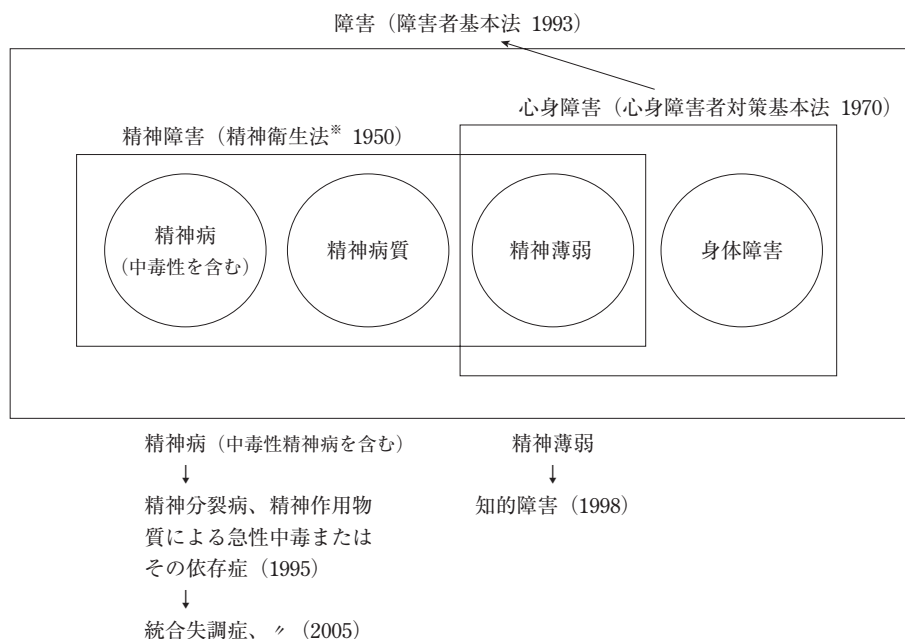 障害（障害者基本法 1993）
心身障害（心身障害者対策基本法 1970）
精神障害（精神衛生法※ 1950）
精神病
（中毒性を含む）
精神病質
精神薄弱
身体障害
精神病（中毒性精神病を含む）
↓
精神分裂病、精神作用物
質による急性中毒または
その依存症（1995）
↓
統合失調症、〃（2005）
精神薄弱
↓
知的障害（1998）